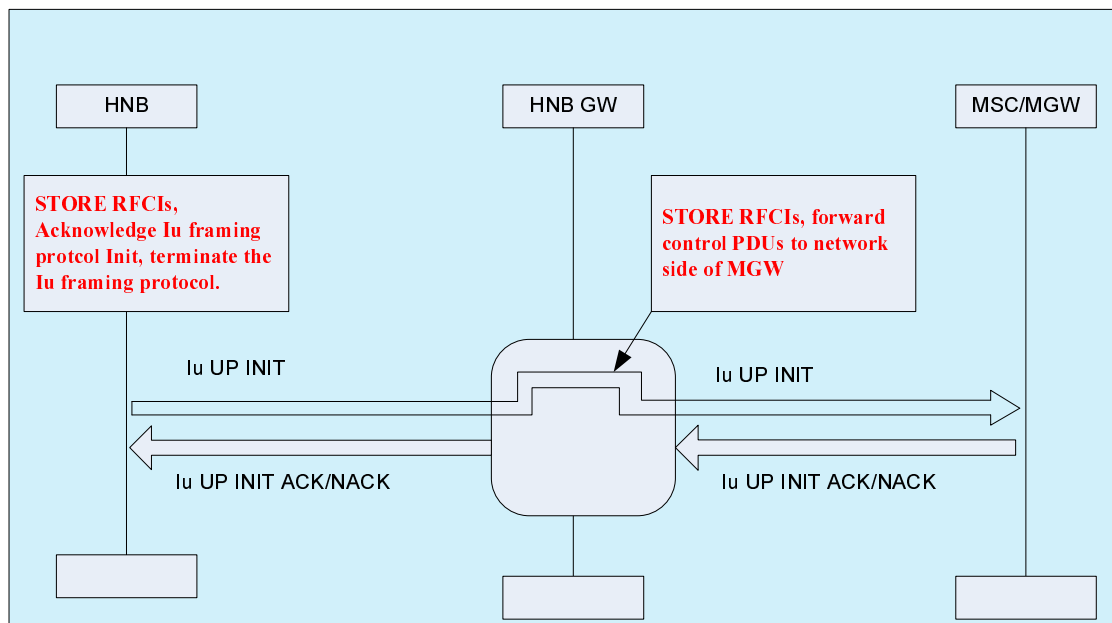 HNB
HNB GW
MSC/MGW
STORE RFCIs,
Acknowledge Iu framing
protcol Init, terminate the
Iu framing protocol.
STORE RFCIs, forward
control PDUs to network
side of MGW
Iu UP INIT
Iu UP INIT
Iu UP INIT ACK/NACK
Iu UP INIT ACK/NACK